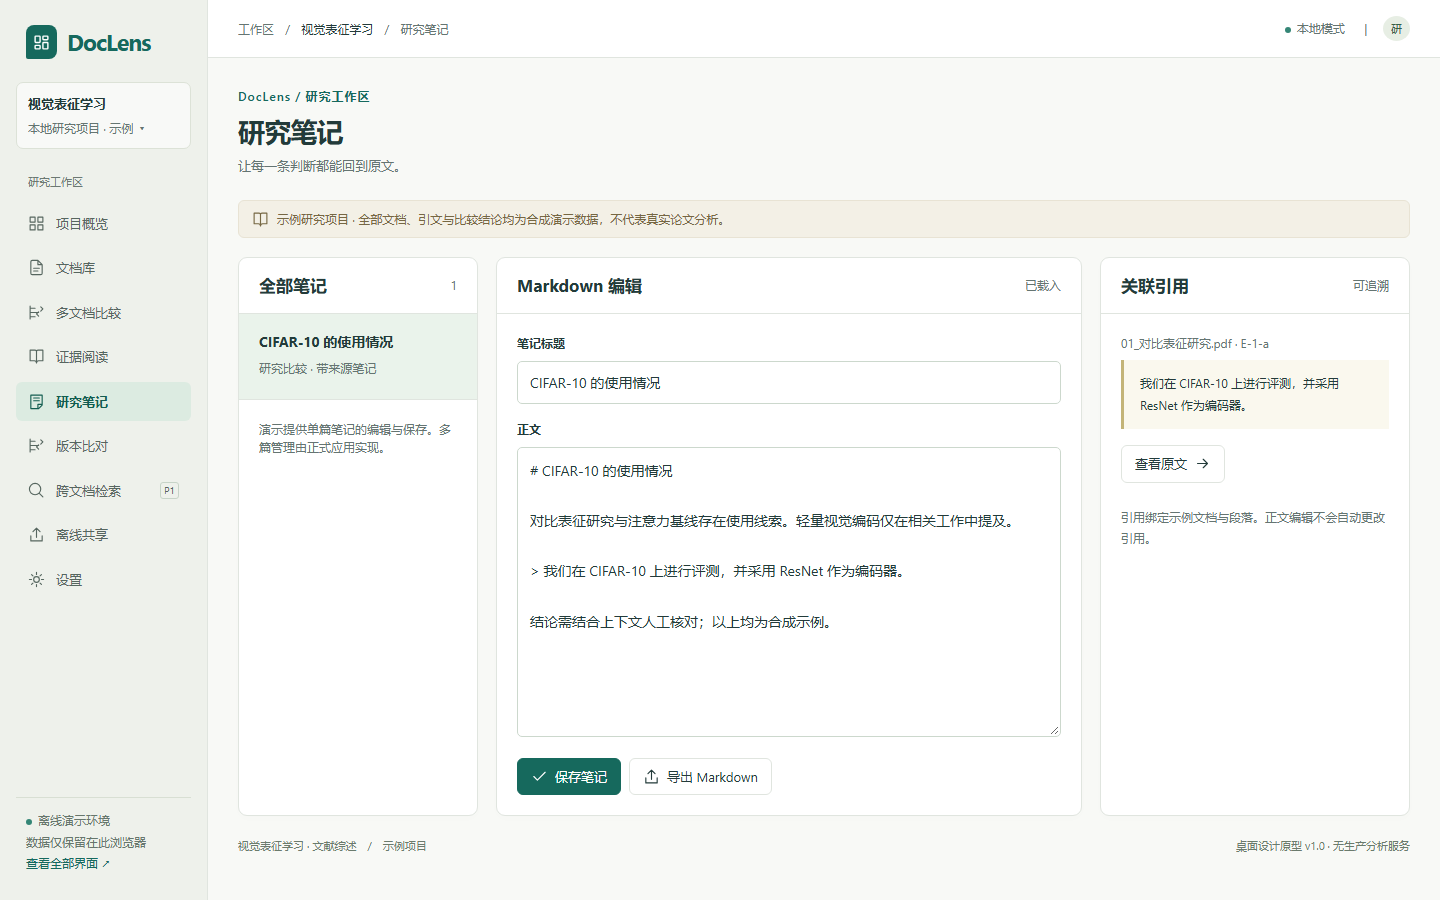 DocLens
视觉表征学习
本地研究项目 · 示例
研究工作区
项目概览
文档库
多文档比较
证据阅读
研究笔记
版本比对
跨文档检索 P1
离线共享
设置
离线演示环境
数据仅保留在此浏览器
查看全部界面 ↗
工作区 / 视觉表征学习 / 研究笔记
本地模式 | 研
DocLens / 研究工作区
研究笔记
让每一条判断都能回到原文。
示例研究项目 · 全部文档、引文与比较结论均为合成演示数据，不代表真实论文分析。
全部笔记 1
CIFAR-10 的使用情况
研究比较 · 带来源笔记
演示提供单篇笔记的编辑与保存。多
篇管理由正式应用实现。
Markdown 编辑 已载入
笔记标题
CIFAR-10 的使用情况
正文
# CIFAR-10 的使用情况
对比表征研究与注意力基线存在使用线索。轻量视觉编码仅在相关工作中提及。
> 我们在 CIFAR-10 上进行评测，并采用 ResNet 作为编码器。
结论需结合上下文人工核对；以上均为合成示例。
保存笔记 导出 Markdown
关联引用 可追溯
01_对比表征研究.pdf · E-1-a
我们在 CIFAR-10 上进行评测，并采用
ResNet 作为编码器。
查看原文 →
引用绑定示例文档与段落。正文编辑不会自动更改
引用。
视觉表征学习 · 文献综述 / 示例项目
桌面设计原型 v1.0 · 无生产分析服务